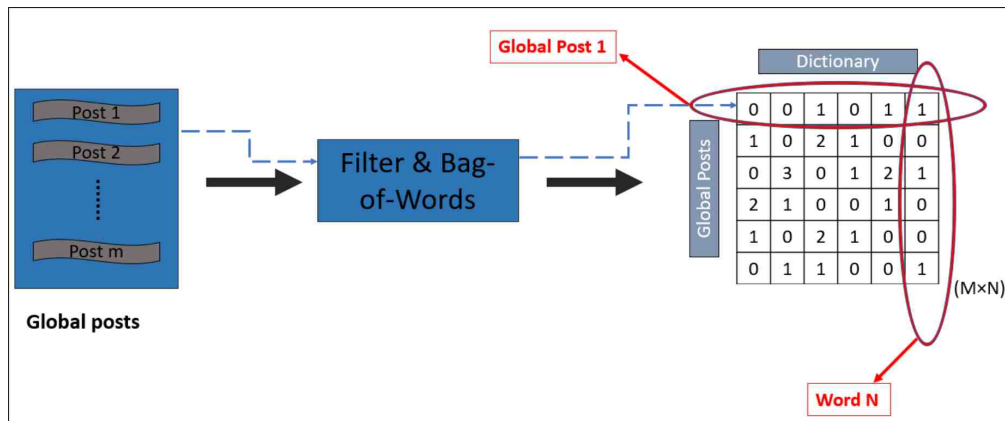 Global Post 1
Dictionary
Post 1
Post 2
Post m
Global posts
Filter & Bag-
of-Words
Global Posts
0 0 1 0 1 1
1 0 2 1 0 0
0 3 0 1 2 1
2 1 0 0 1 0
1 0 2 1 0 0
0 1 1 0 0 1
(M×N)
Word N